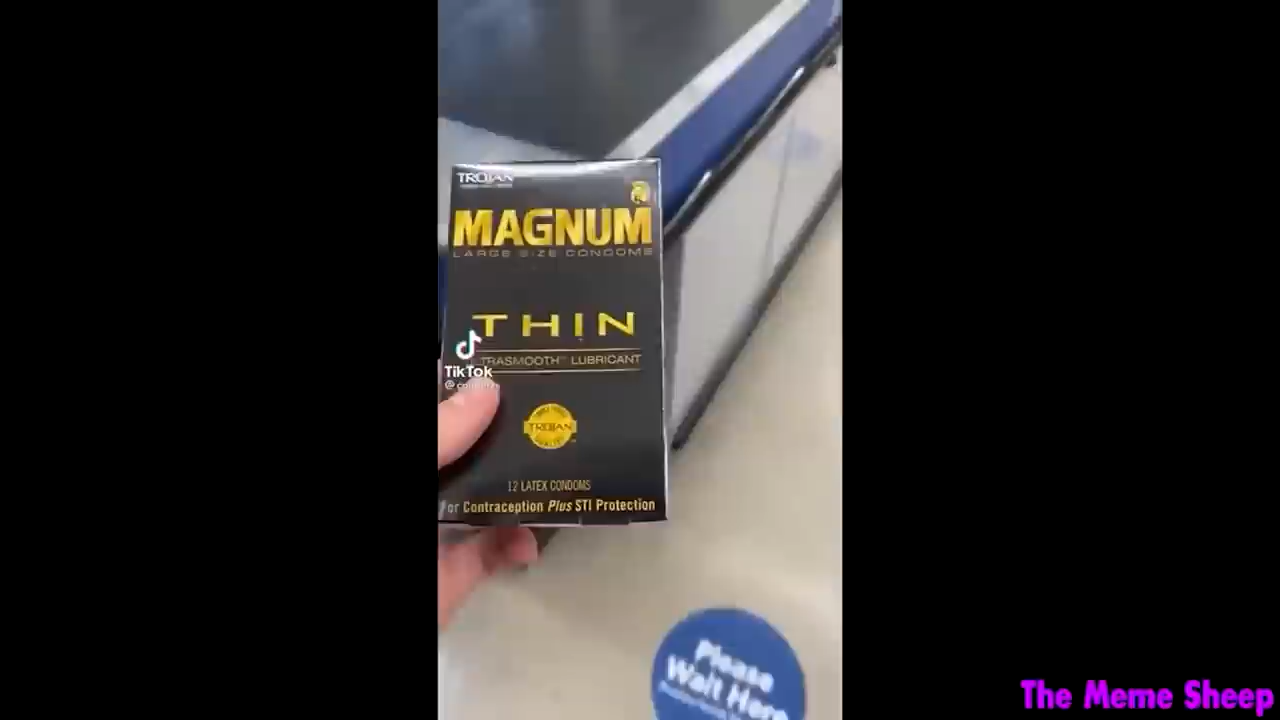 TROJAN
MAGNUM
LARGE SIZE CONDOMS
THIN
TRASMOOTH™ LUBRICANT
TikTok
TROJAN
12 LATEX CONDOMS
or Contraception Plus STI Protection
Please
Wait Here
The Meme Sheep